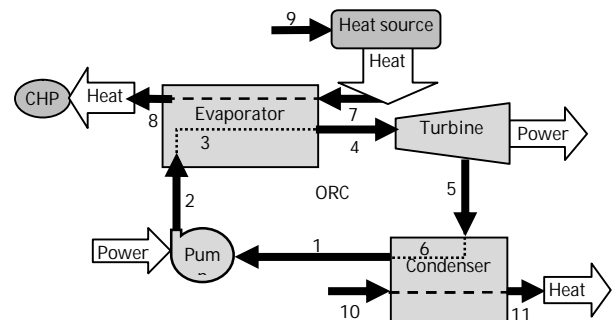 9
Heat source
Heat
CHP
Heat
8
Evaporator
7
3
4
Turbine
Power
2
ORC
5
Power
Pum
1
6
Condenser
10
11
Heat